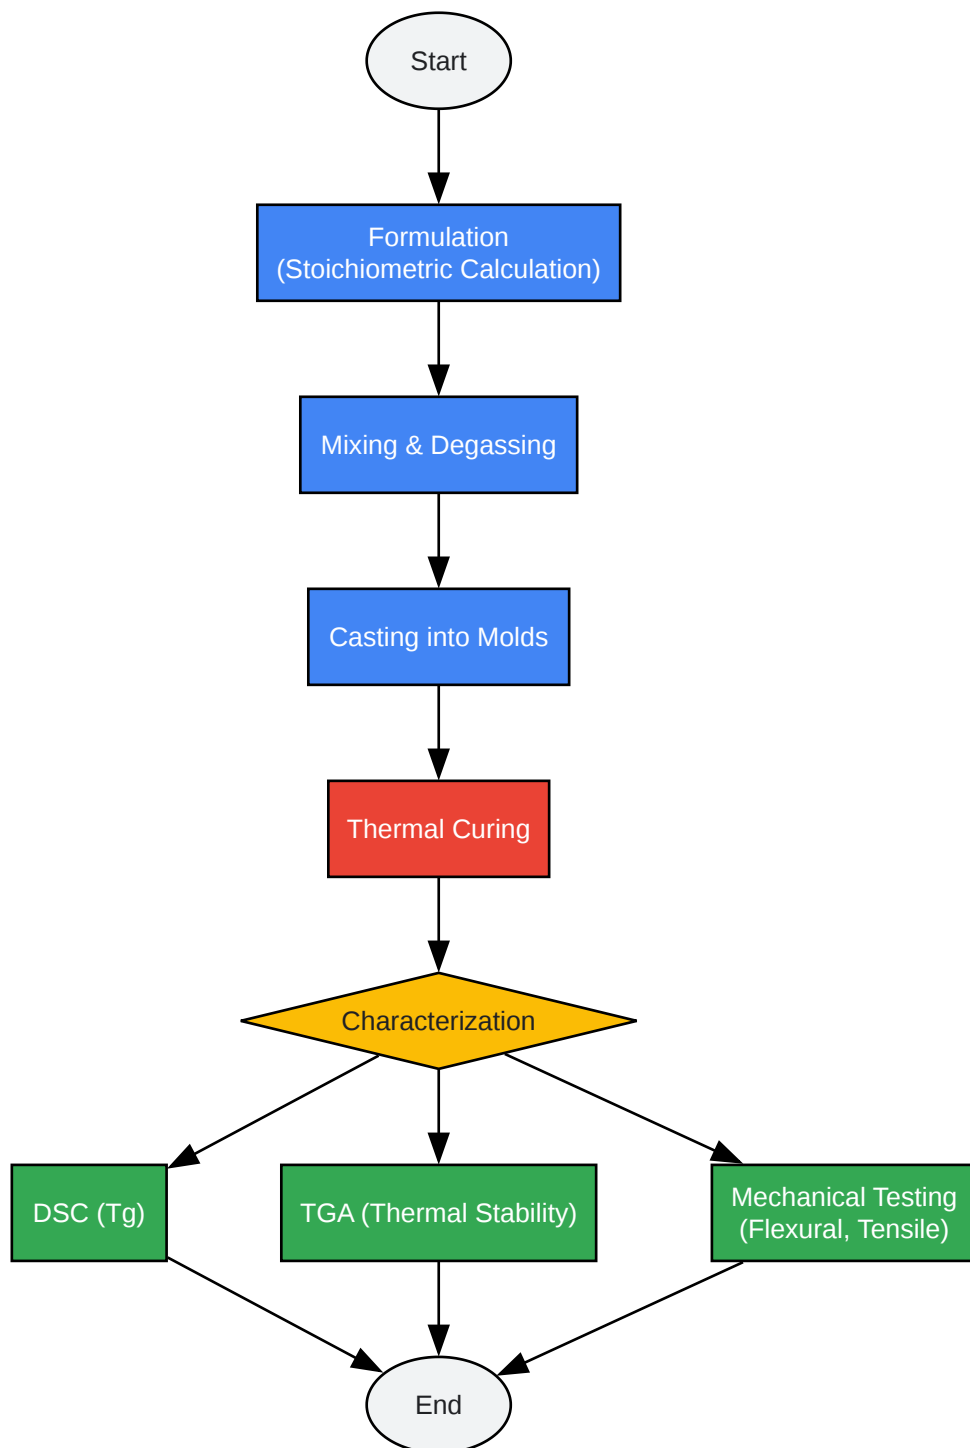 Start
Formulation
(Stoichiometric Calculation)
Mixing & Degassing
Casting into Molds
Thermal Curing
Characterization
DSC (Tg)
TGA (Thermal Stability)
Mechanical Testing
(Flexural, Tensile)
End